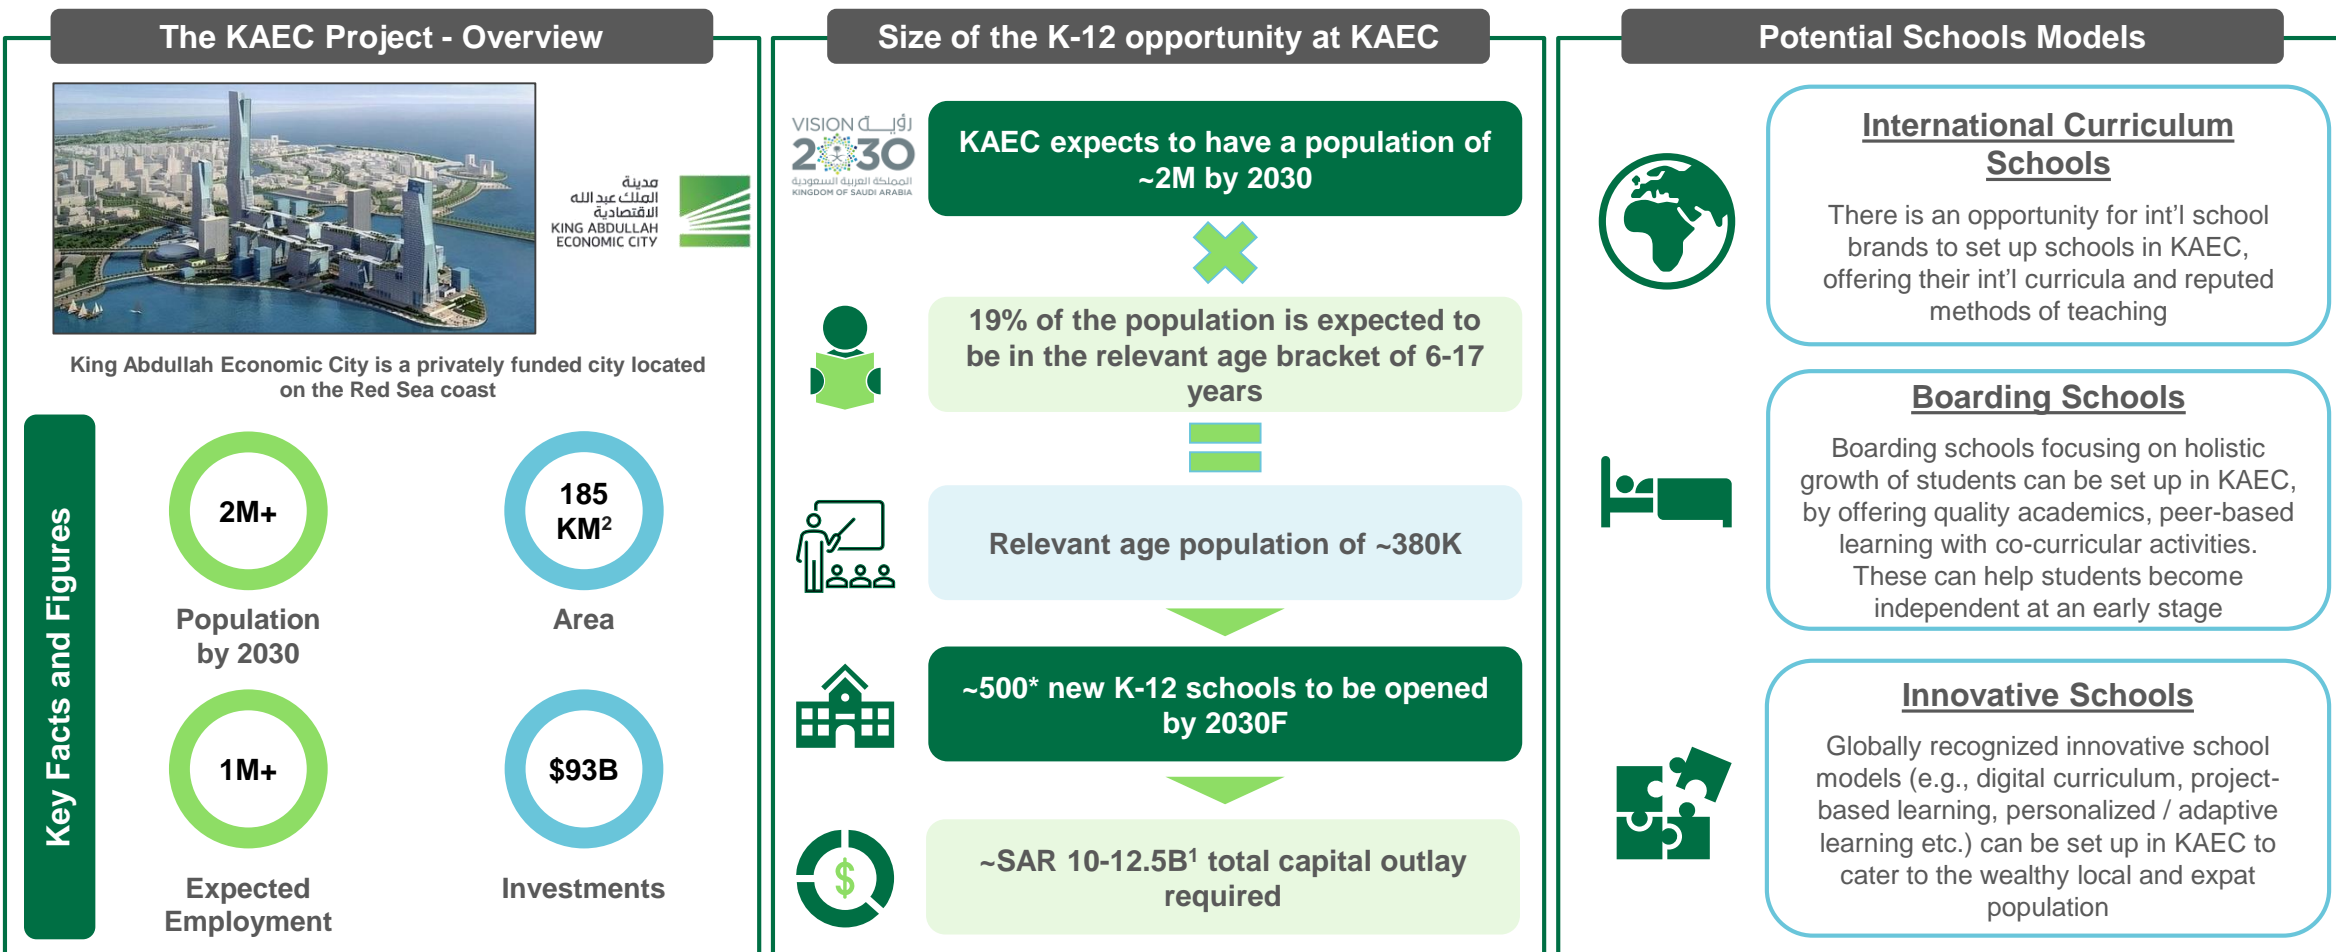 The KAEC Project - Overview
مدينة
الملك عبد الله
الاقتصادية
KING ABDULLAH
ECONOMIC CITY
King Abdullah Economic City is a privately funded city located
on the Red Sea coast
Key Facts and Figures
2M+
Population
by 2030
185
KM²
Area
1M+
Expected
Employment
$93B
Investments
Size of the K-12 opportunity at KAEC
VISION رؤيــة
2030
المملكة العربية السعودية
KINGDOM OF SAUDI ARABIA
KAEC expects to have a population of
~2M by 2030
19% of the population is expected to
be in the relevant age bracket of 6-17
years
Relevant age population of ~380K
~500* new K-12 schools to be opened
by 2030F
$
~SAR 10-12.5B¹ total capital outlay
required
Potential Schools Models
International Curriculum
Schools
There is an opportunity for int'l school
brands to set up schools in KAEC,
offering their int'l curricula and reputed
methods of teaching
Boarding Schools
Boarding schools focusing on holistic
growth of students can be set up in KAEC,
by offering quality academics, peer-based
learning with co-curricular activities.
These can help students become
independent at an early stage
Innovative Schools
Globally recognized innovative school
models (e.g., digital curriculum, project-
based learning, personalized / adaptive
learning etc.) can be set up in KAEC to
cater to the wealthy local and expat
population